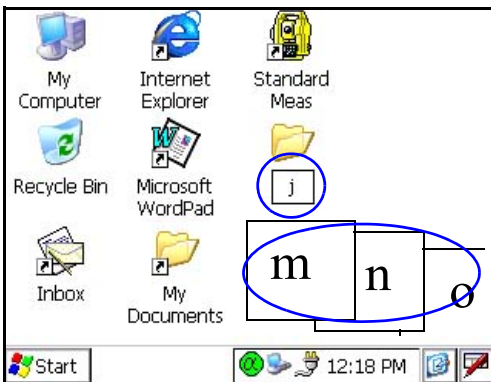 My Computer
Internet Explorer
Standard Meas
Recycle Bin
Microsoft WordPad
j
Inbox
My Documents
m
n
o
Start
12:18 PM